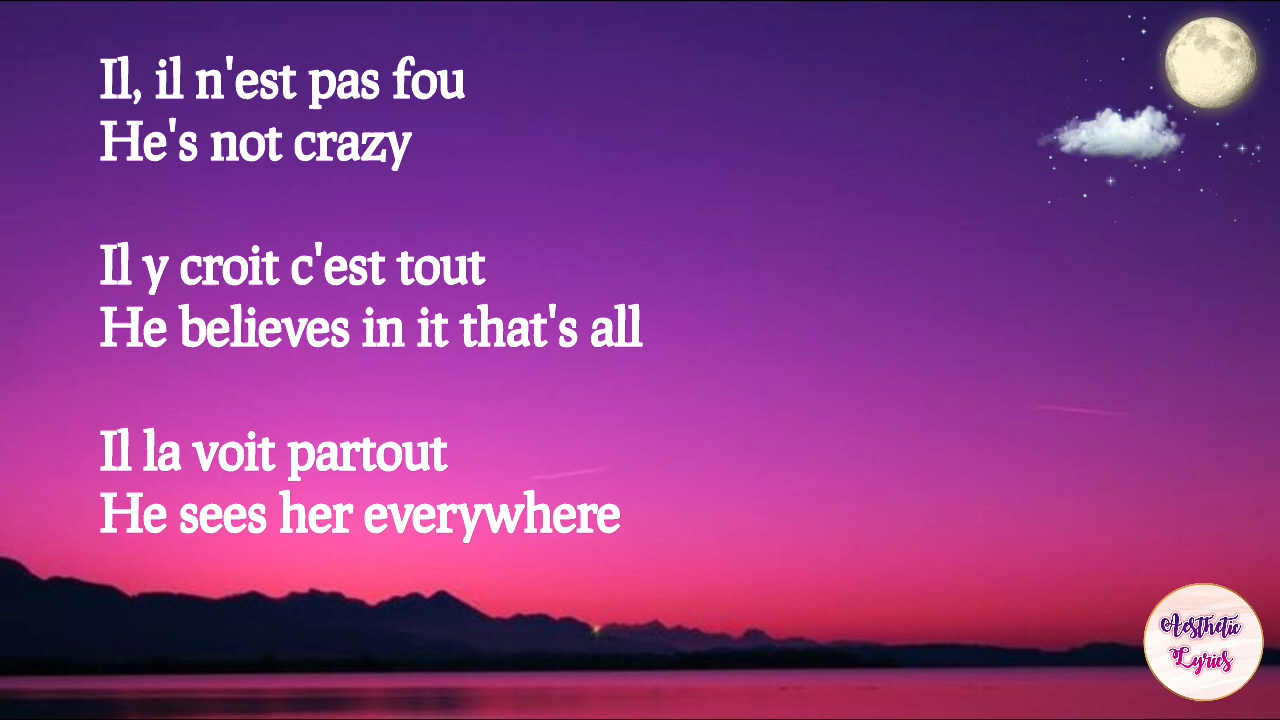 Il, il n'est pas fou
He's not crazy
Il y croit c'est tout
He believes in it that's all
Il la voit partout
He sees her everywhere
Aesthetic
Lyrics